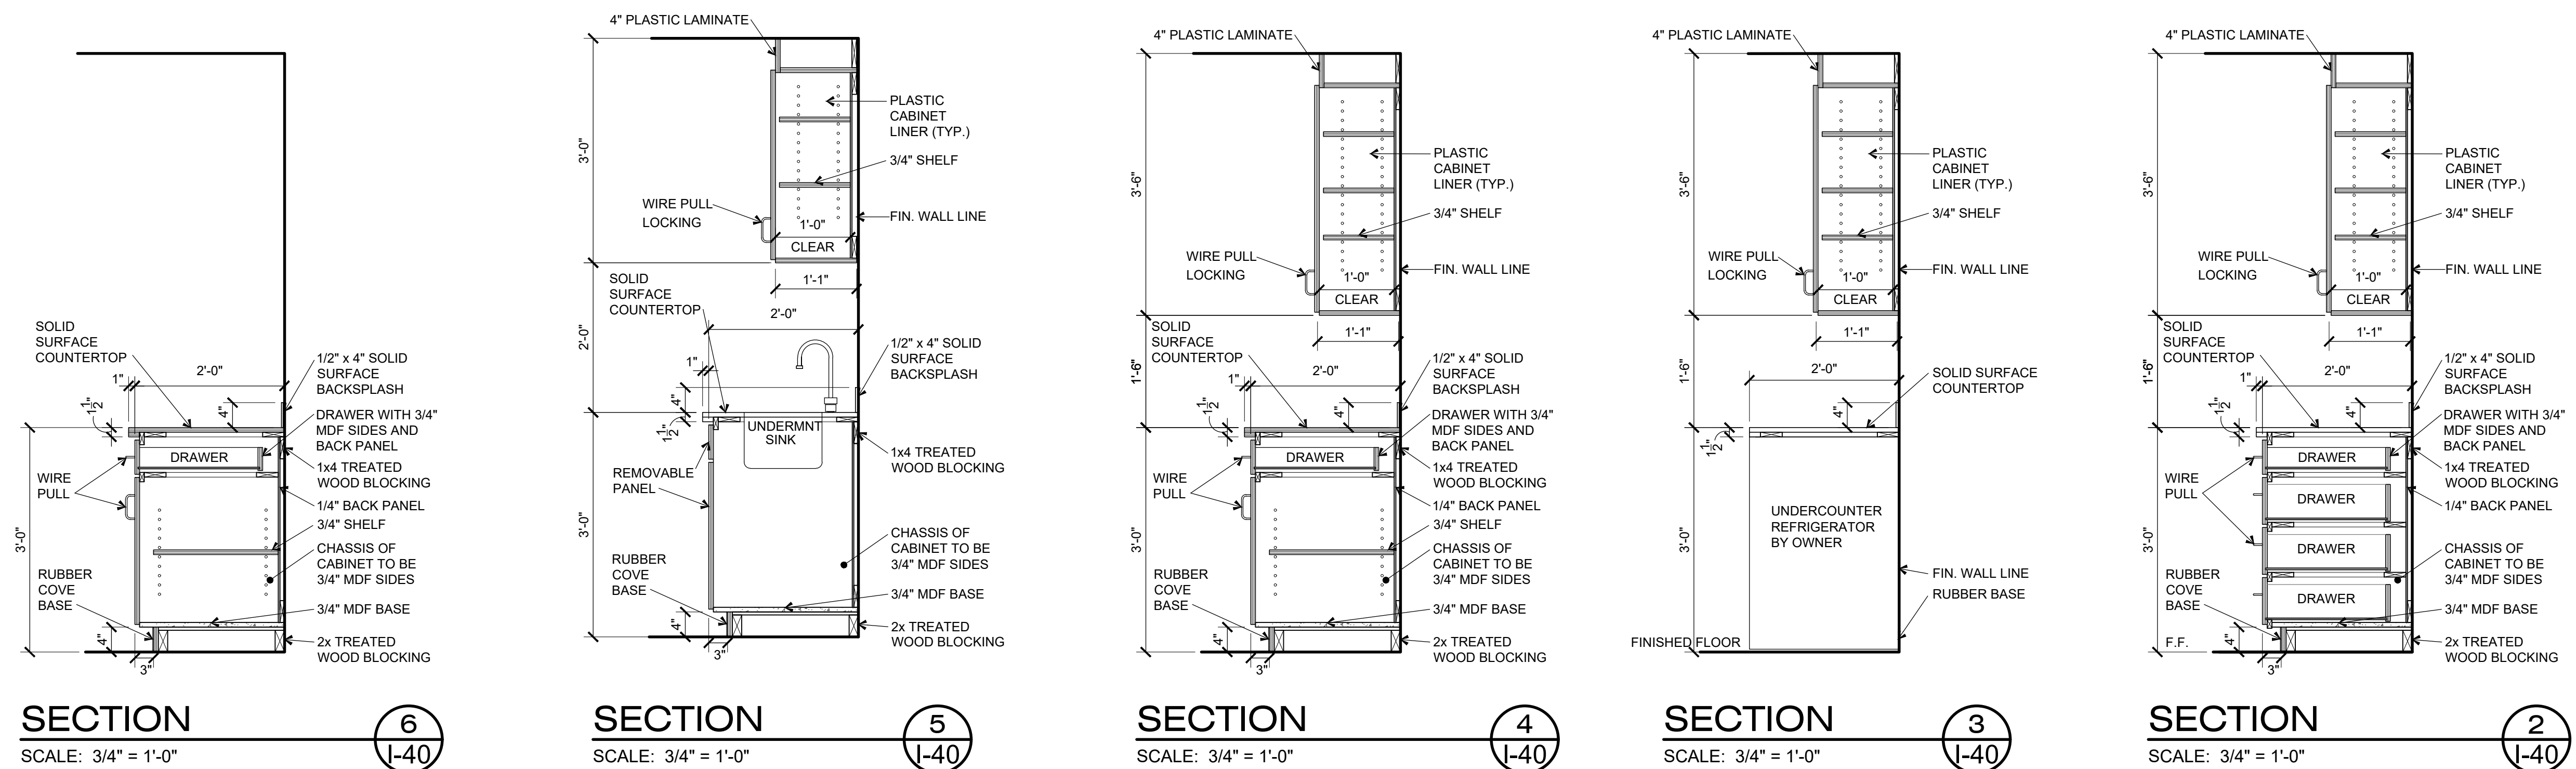 SOLID
SURFACE
COUNTERTOP
1"
2'-0"
1/2" x 4" SOLID
SURFACE
BACKSPLASH
1 1/2"
4"
DRAWER WITH 3/4"
MDF SIDES AND
BACK PANEL
DRAWER
1x4 TREATED
WOOD BLOCKING
WIRE
PULL
1/4" BACK PANEL
3/4" SHELF
3'-0"
CHASSIS OF
CABINET TO BE
3/4" MDF SIDES
RUBBER
COVE
BASE
3/4" MDF BASE
4"
2x TREATED
WOOD BLOCKING
3"
SECTION
6
I-40
SCALE: 3/4" = 1'-0"
4" PLASTIC LAMINATE
3'-0"
PLASTIC
CABINET
LINER (TYP.)
3/4" SHELF
WIRE PULL
LOCKING
FIN. WALL LINE
1'-0"
CLEAR
SOLID
SURFACE
COUNTERTOP
1'-1"
2'-0"
2'-0"
1"
1/2" x 4" SOLID
SURFACE
BACKSPLASH
4"
1 1/2"
UNDERMNT
SINK
1x4 TREATED
WOOD BLOCKING
REMOVABLE
PANEL
3'-0"
CHASSIS OF
CABINET TO BE
3/4" MDF SIDES
RUBBER
COVE
BASE
3/4" MDF BASE
4"
2x TREATED
WOOD BLOCKING
3"
SECTION
5
I-40
SCALE: 3/4" = 1'-0"
4" PLASTIC LAMINATE
3'-6"
PLASTIC
CABINET
LINER (TYP.)
3/4" SHELF
WIRE PULL
LOCKING
FIN. WALL LINE
1'-0"
CLEAR
SOLID
SURFACE
COUNTERTOP
1'-1"
1'-6"
2'-0"
1"
1/2" x 4" SOLID
SURFACE
BACKSPLASH
1 1/2"
4"
DRAWER WITH 3/4"
MDF SIDES AND
BACK PANEL
DRAWER
1x4 TREATED
WOOD BLOCKING
WIRE
PULL
1/4" BACK PANEL
3/4" SHELF
3'-0"
CHASSIS OF
CABINET TO BE
3/4" MDF SIDES
RUBBER
COVE
BASE
3/4" MDF BASE
4"
2x TREATED
WOOD BLOCKING
3"
SECTION
4
I-40
SCALE: 3/4" = 1'-0"
4" PLASTIC LAMINATE
3'-6"
PLASTIC
CABINET
LINER (TYP.)
3/4" SHELF
WIRE PULL
LOCKING
FIN. WALL LINE
1'-0"
CLEAR
1'-1"
1'-6"
2'-0"
SOLID SURFACE
COUNTERTOP
4"
1 1/2"
UNDERCOUNTER
REFRIGERATOR
BY OWNER
3'-0"
FIN. WALL LINE
RUBBER BASE
FINISHED FLOOR
SECTION
3
I-40
SCALE: 3/4" = 1'-0"
4" PLASTIC LAMINATE
3'-6"
PLASTIC
CABINET
LINER (TYP.)
3/4" SHELF
WIRE PULL
LOCKING
FIN. WALL LINE
1'-0"
CLEAR
SOLID
SURFACE
COUNTERTOP
1'-1"
1'-6"
2'-0"
1"
1/2" x 4" SOLID
SURFACE
BACKSPLASH
1 1/2"
4"
DRAWER WITH 3/4"
MDF SIDES AND
BACK PANEL
DRAWER
1x4 TREATED
WOOD BLOCKING
WIRE
PULL
DRAWER
1/4" BACK PANEL
3'-0"
DRAWER
CHASSIS OF
CABINET TO BE
3/4" MDF SIDES
RUBBER
COVE
BASE
DRAWER
3/4" MDF BASE
F.F.
4"
2x TREATED
WOOD BLOCKING
3"
SECTION
2
I-40
SCALE: 3/4" = 1'-0"